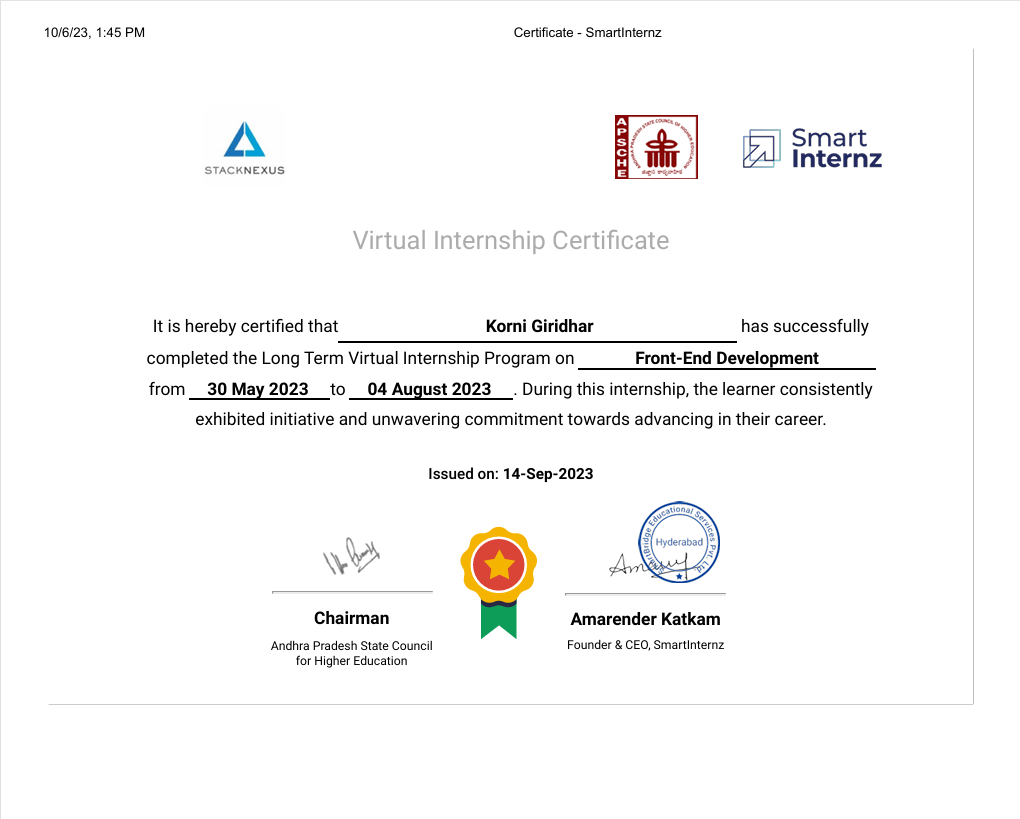 10/6/23, 1:45 PM
Certificate - SmartInternz
STACKNEXUS
APSCHE
ANDHRA PRADESH STATE COUNCIL OF HIGHER EDUCATION
Smart
Internz
Virtual Internship Certificate
It is hereby certified that Korni Giridhar has successfully
completed the Long Term Virtual Internship Program on Front-End Development
from 30 May 2023 to 04 August 2023 . During this internship, the learner consistently
exhibited initiative and unwavering commitment towards advancing in their career.
Issued on: 14-Sep-2023
SmartBridge Educational Services Pvt. Ltd.
Hyderabad
Chairman
Andhra Pradesh State Council
for Higher Education
Amarender Katkam
Founder & CEO, SmartInternz